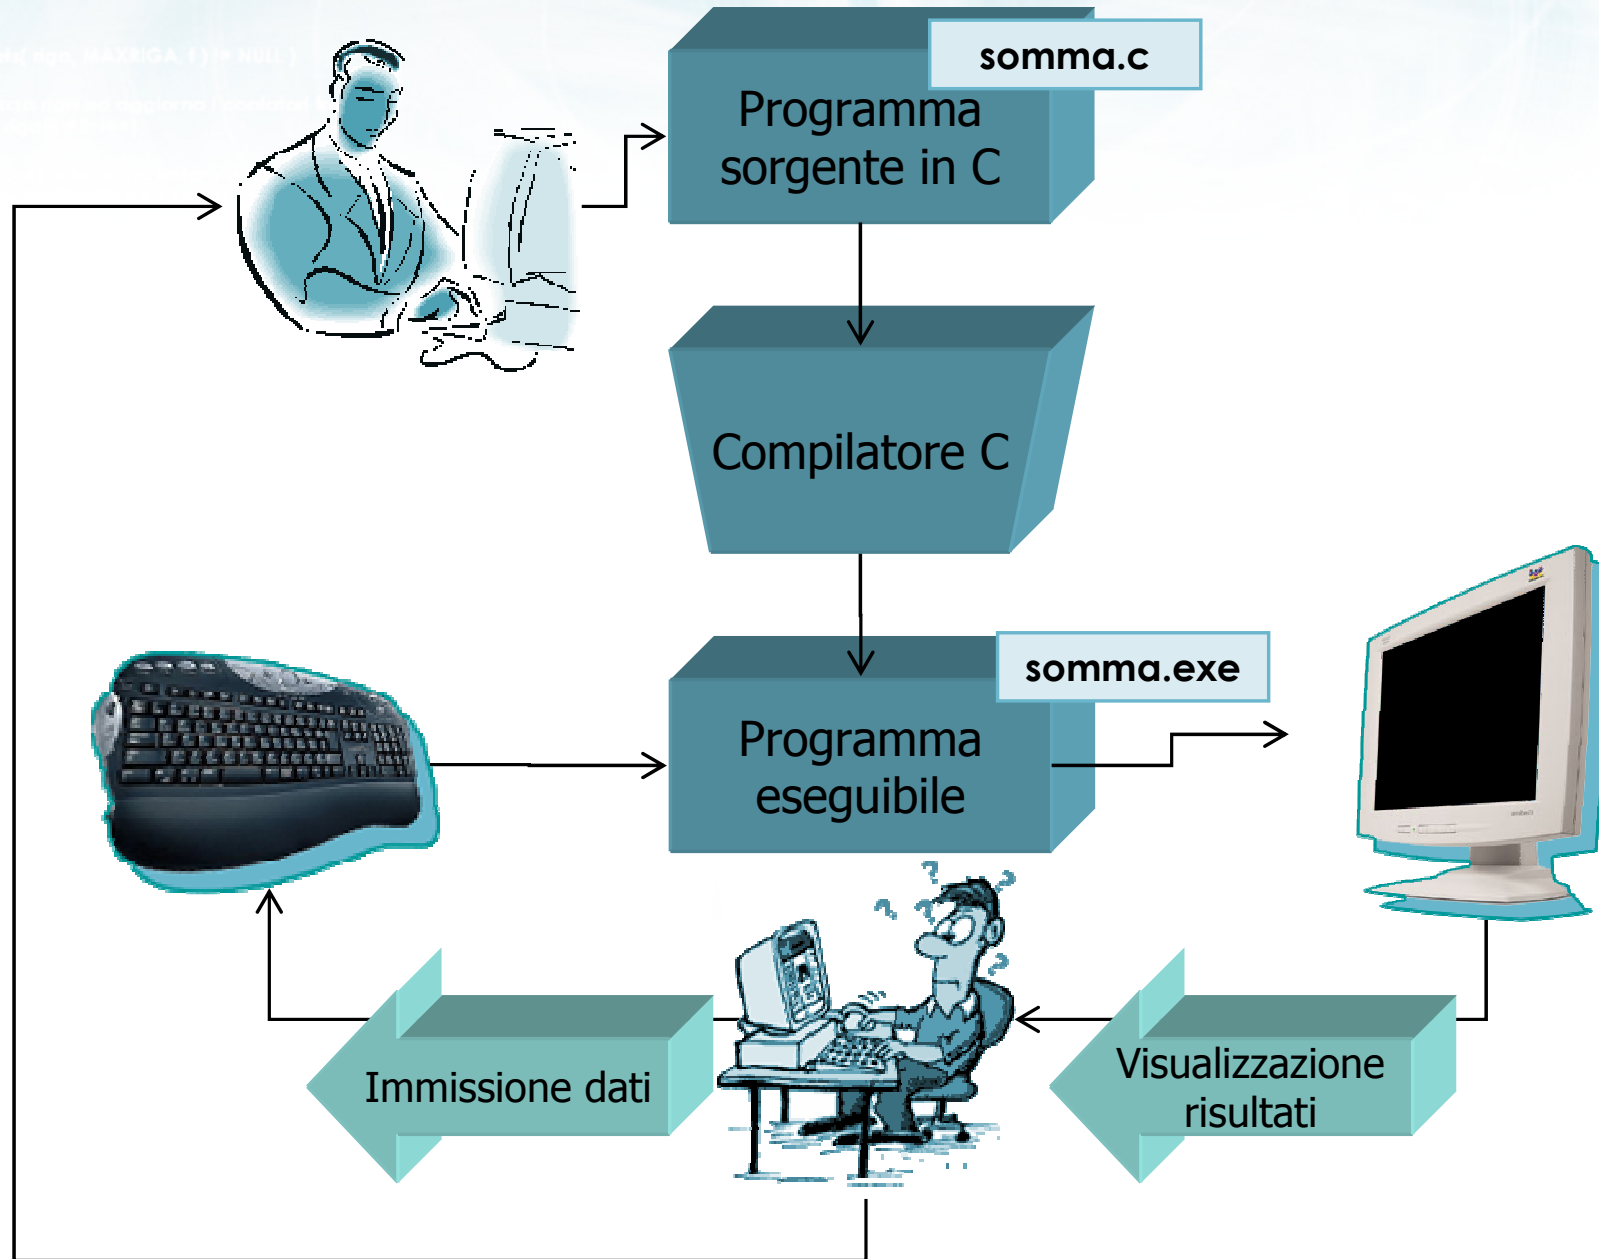 somma.c
Programma
sorgente in C
Compilatore C
somma.exe
Programma
eseguibile
Immissione dati
Visualizzazione
risultati